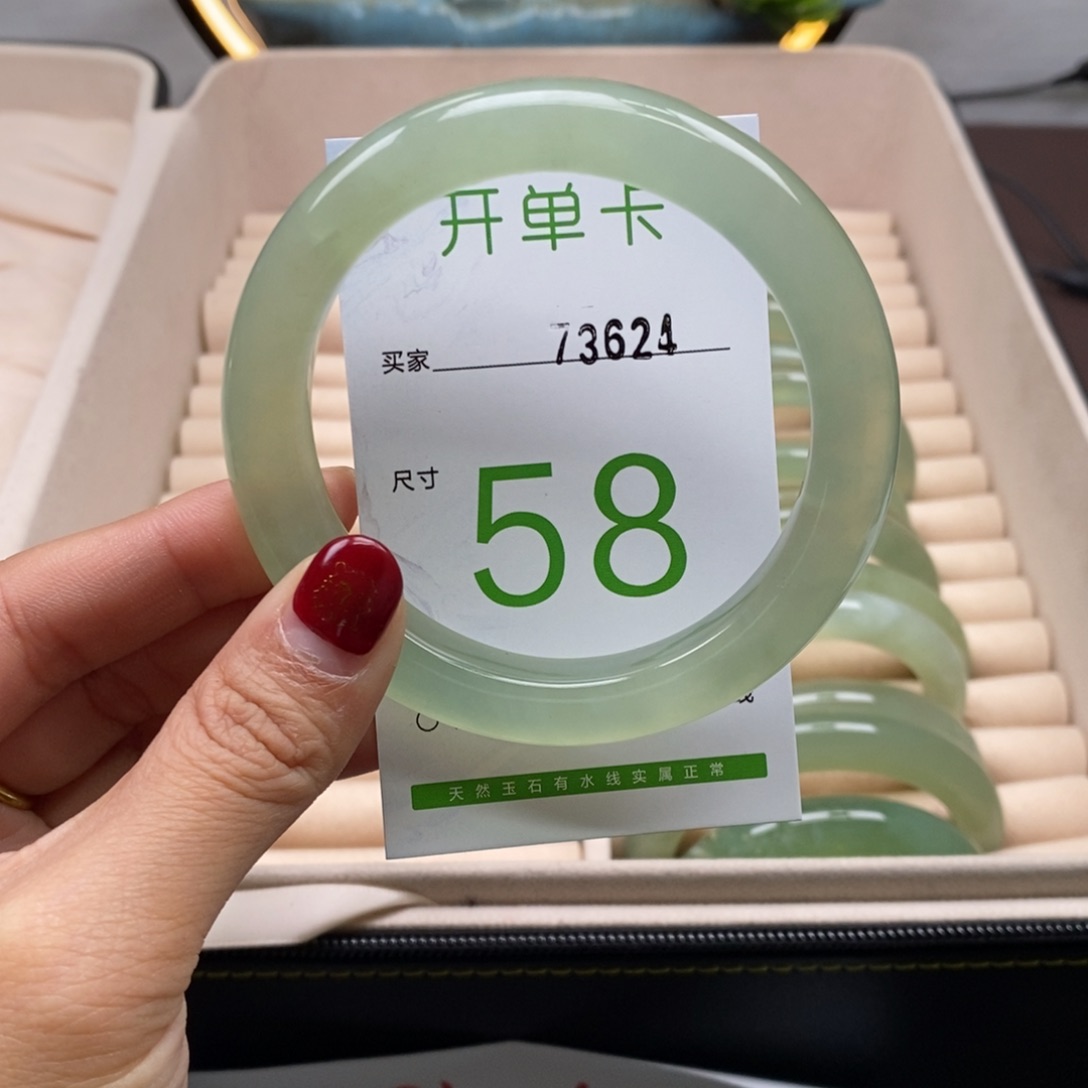 开单卡
买家 73624
尺寸 58
天然玉石有水线实属正常